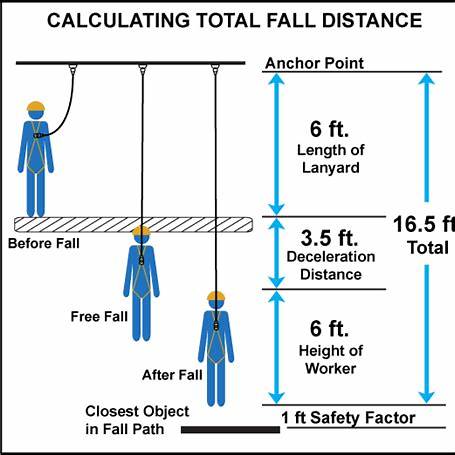 CALCULATING TOTAL FALL DISTANCE
Anchor Point
6 ft.
Length of
Lanyard
Before Fall
3.5 ft.
Deceleration
Distance
16.5 ft
Total
Free Fall
6 ft.
Height of
Worker
After Fall
Closest Object
in Fall Path
1 ft Safety Factor